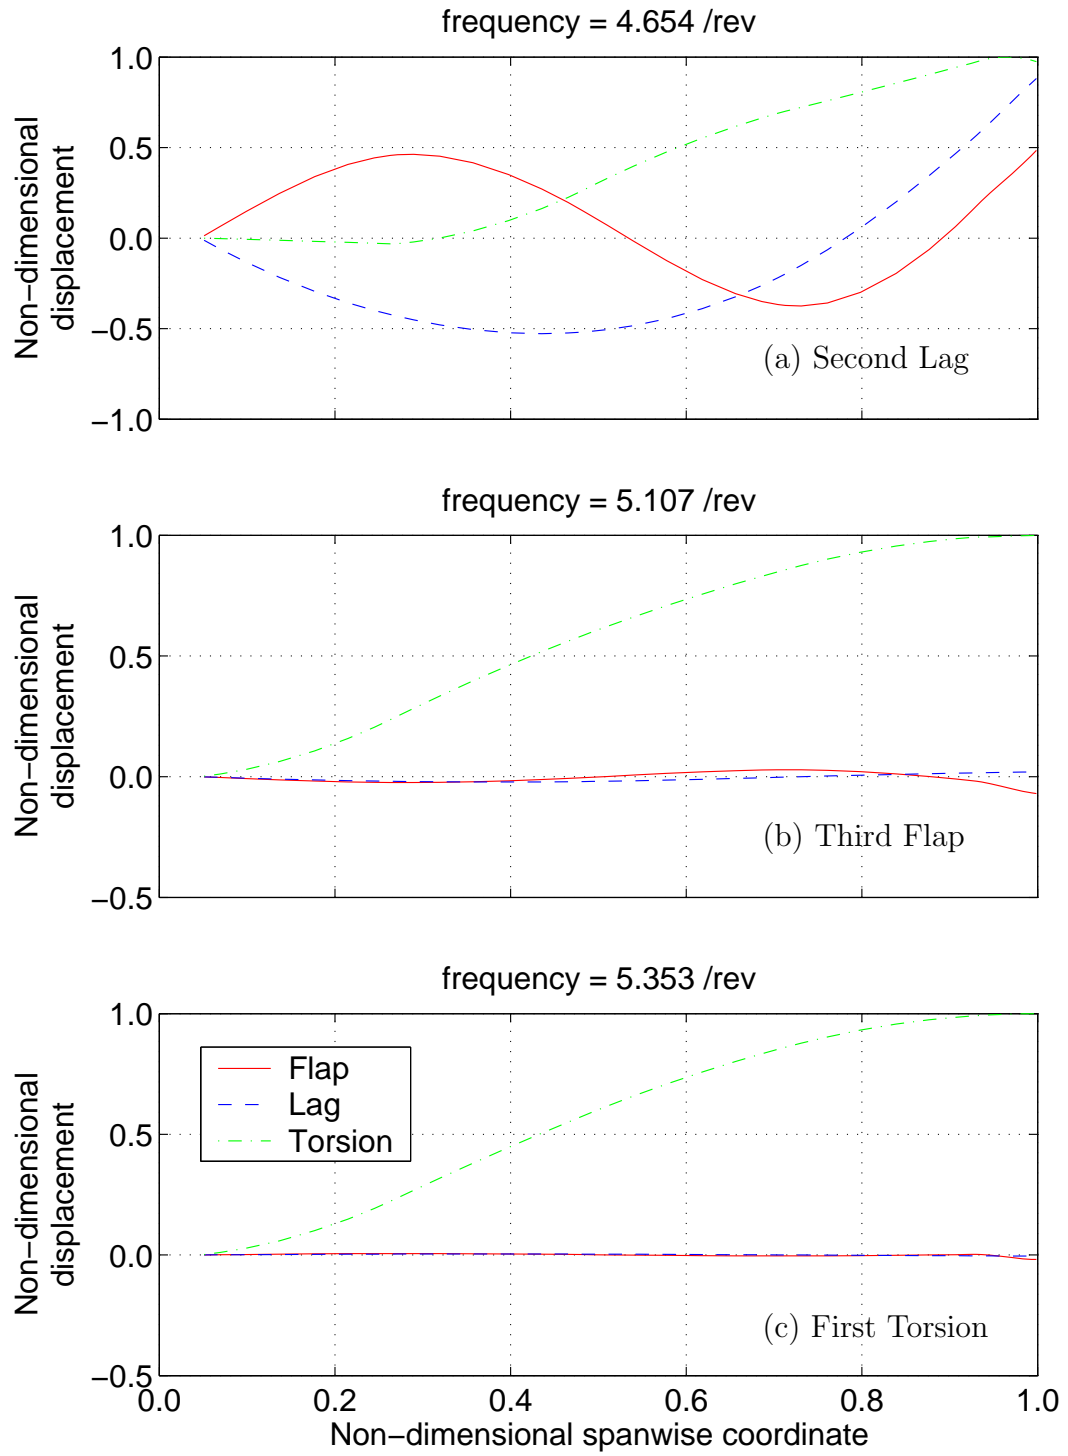 frequency = 4.654 /rev
1.0
0.5
0.0
−0.5
−1.0
Non−dimensional
displacement
(a) Second Lag
frequency = 5.107 /rev
1.0
0.5
0.0
−0.5
Non−dimensional
displacement
(b) Third Flap
frequency = 5.353 /rev
1.0
0.5
0.0
−0.5
Non−dimensional
displacement
Flap
Lag
Torsion
(c) First Torsion
0.0 0.2 0.4 0.6 0.8 1.0
Non−dimensional spanwise coordinate